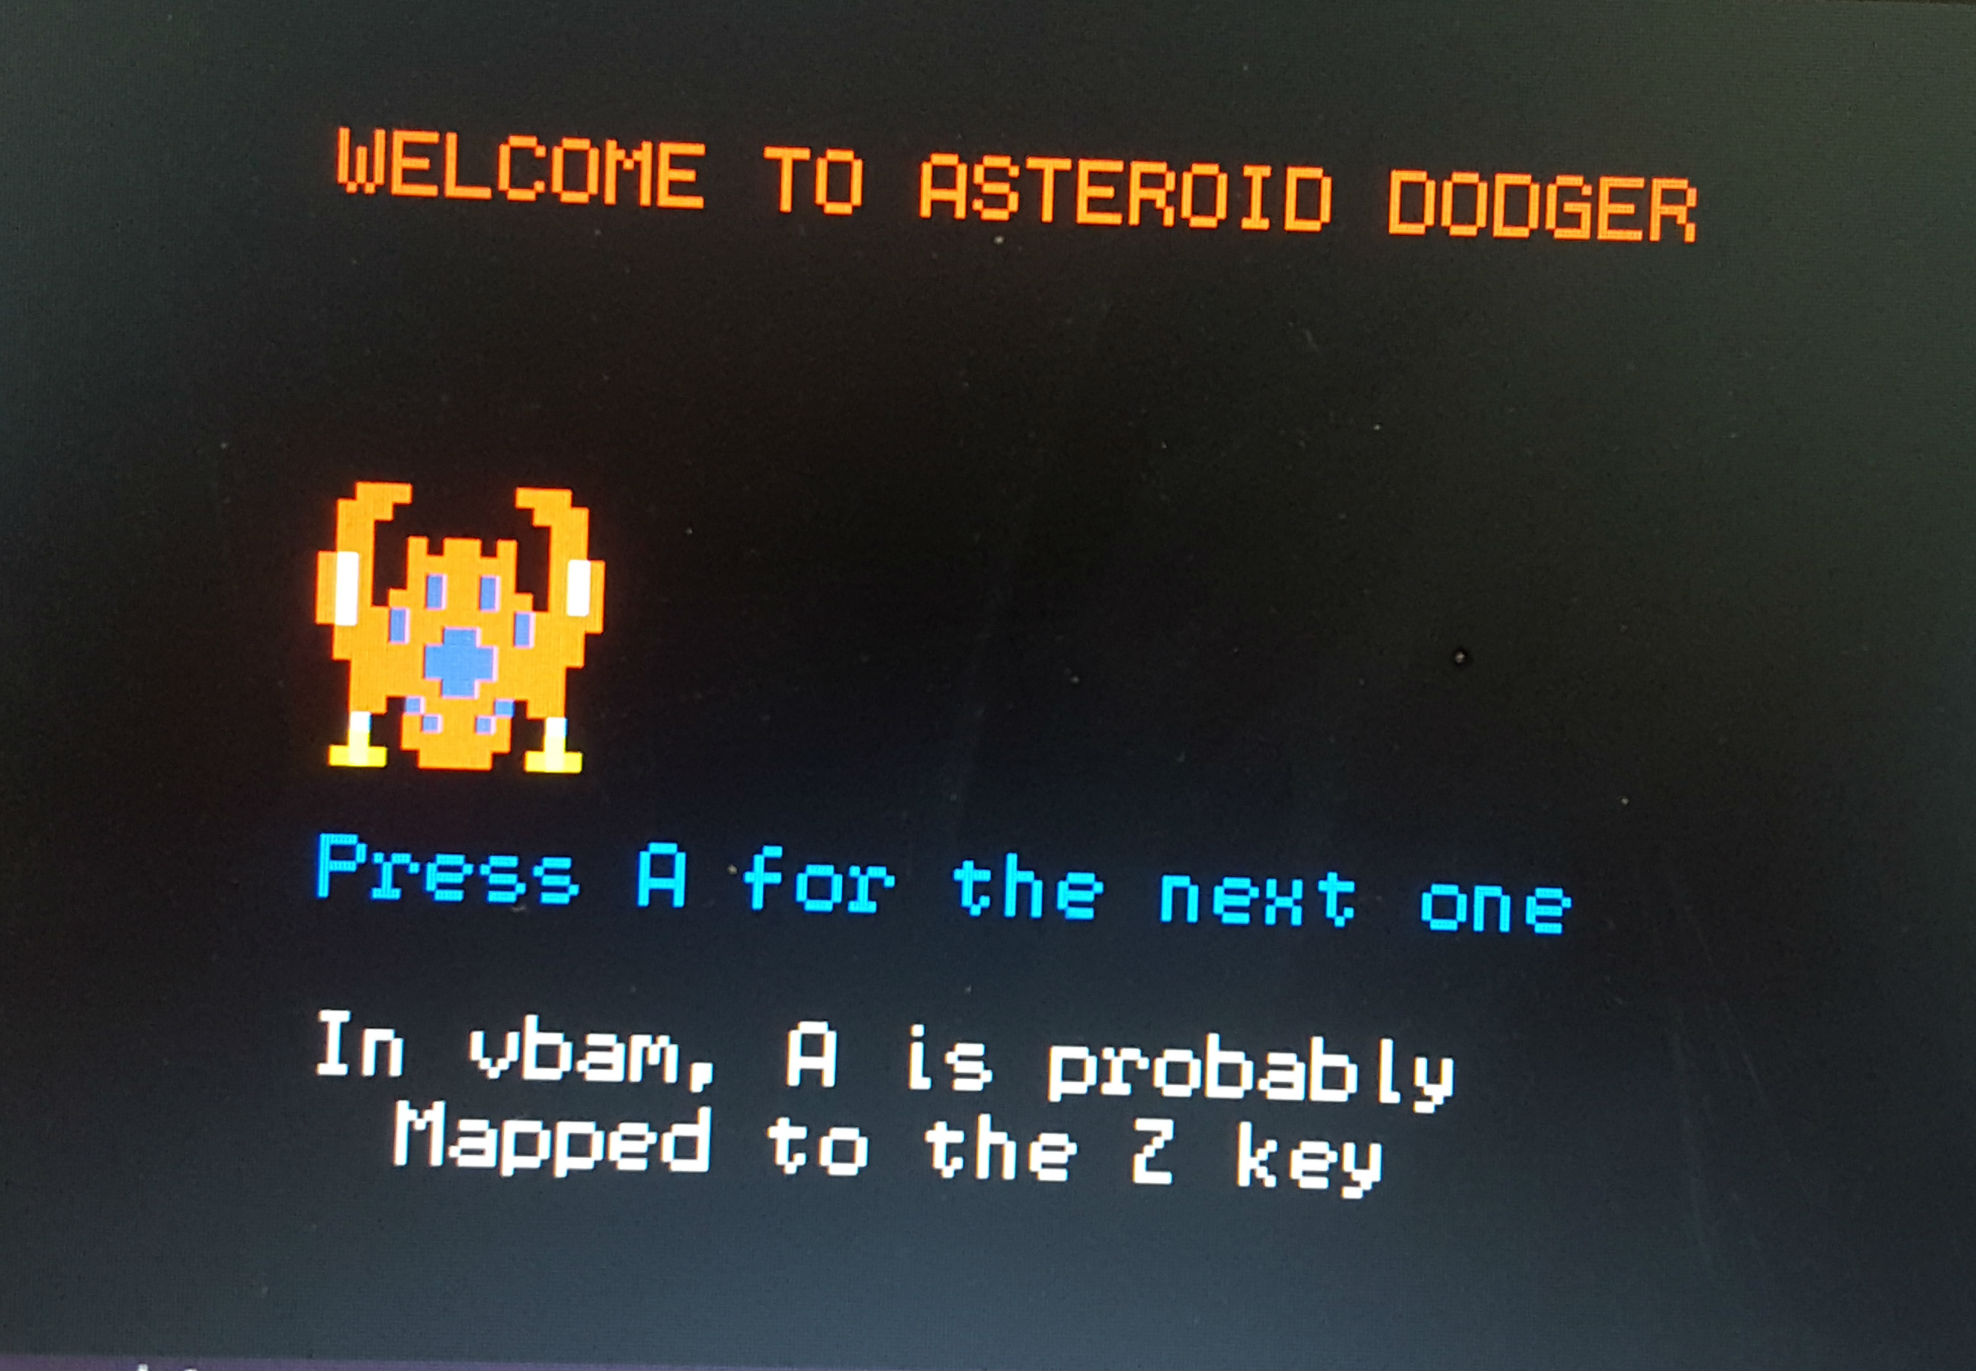 WELCOME TO ASTEROID DODGER
Press A for the next one
In vbam, A is probably
Mapped to the Z key